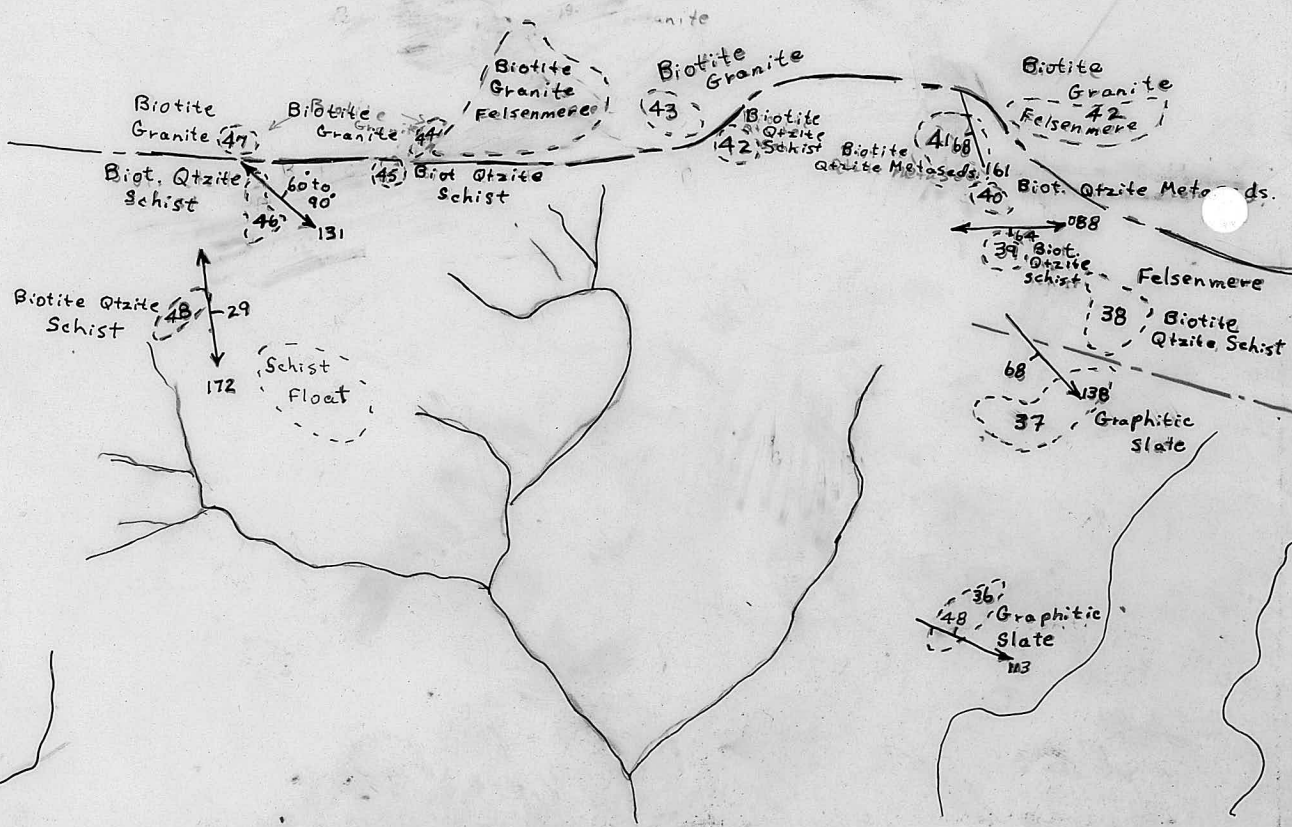 anite
Biotite
Granite
47
Biotite
Granite
44
Biotite
Granite
Felsenmere
Biotite
Granite
43
Biotite
Granite
42
Felsenmere
Biot. Qtzite
Schist
46
60° to
90°
131
45
Biot Qtzite
Schist
42
Biotite
Qtzite
Schist
41
68
Biotite
Qtzite Metaseds.
161
40
Biot. Qtzite Meta ds.
088
64
39
Biot.
Qtzite
Schist
Felsenmere
38
Biotite
Qtzite Schist
Biotite Qtzite
Schist
48
29
172
Schist
Float
68
138
37
Graphitic
Slate
36
48
Graphitic
Slate
113